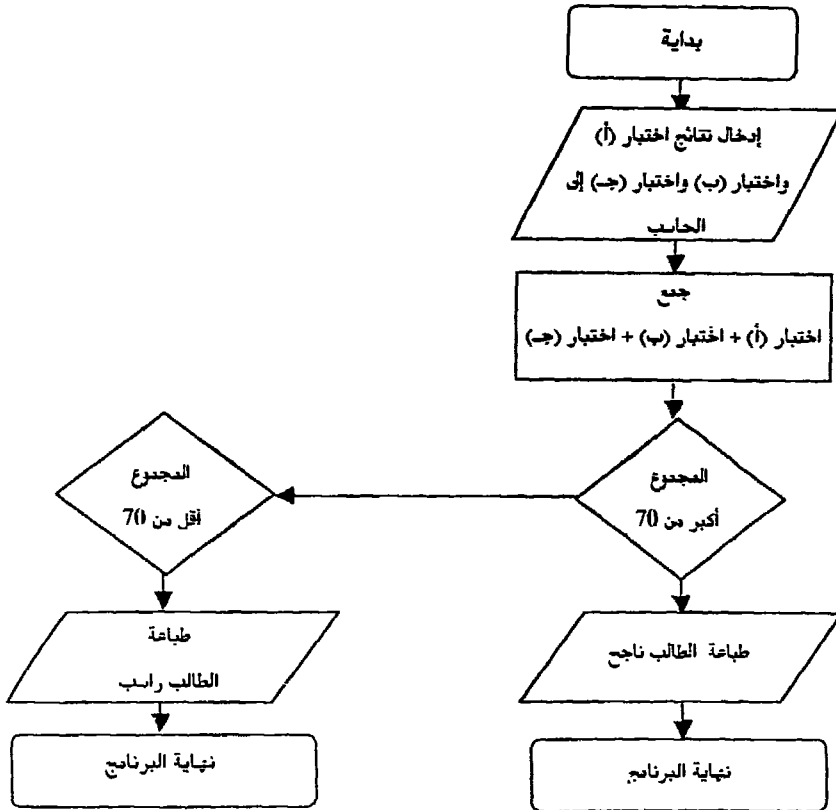 بداية
إدخال نتائج اختبار (أ)
واختبار (ب) واختبار (جـ) إلى
الحاسب
جمع
اختبار (أ) + اختبار (ب) + اختبار (جـ)
المجموع
أكبر من 70
المجموع
أقل من 70
طباعة الطالب ناجح
طباعة
الطالب راسب
نهاية البرنامج
نهاية البرنامج